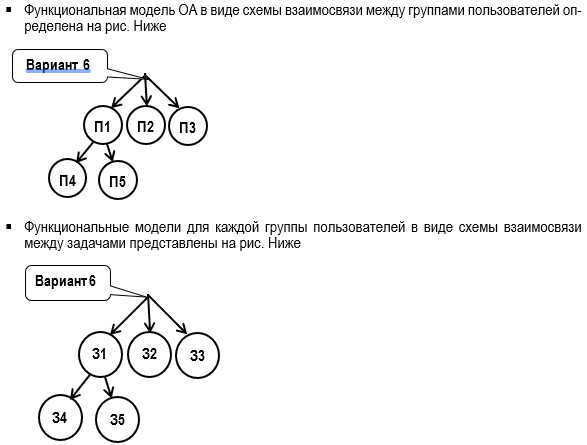 ▪ Функциональная модель ОА в виде схемы взаимосвязи между группами пользователей оп-
ределена на рис. Ниже
Вариант 6
П1 П2 П3
П4 П5
▪ Функциональные модели для каждой группы пользователей в виде схемы взаимосвязи
между задачами представлены на рис. Ниже
Вариант 6
З1 З2 З3
З4 З5